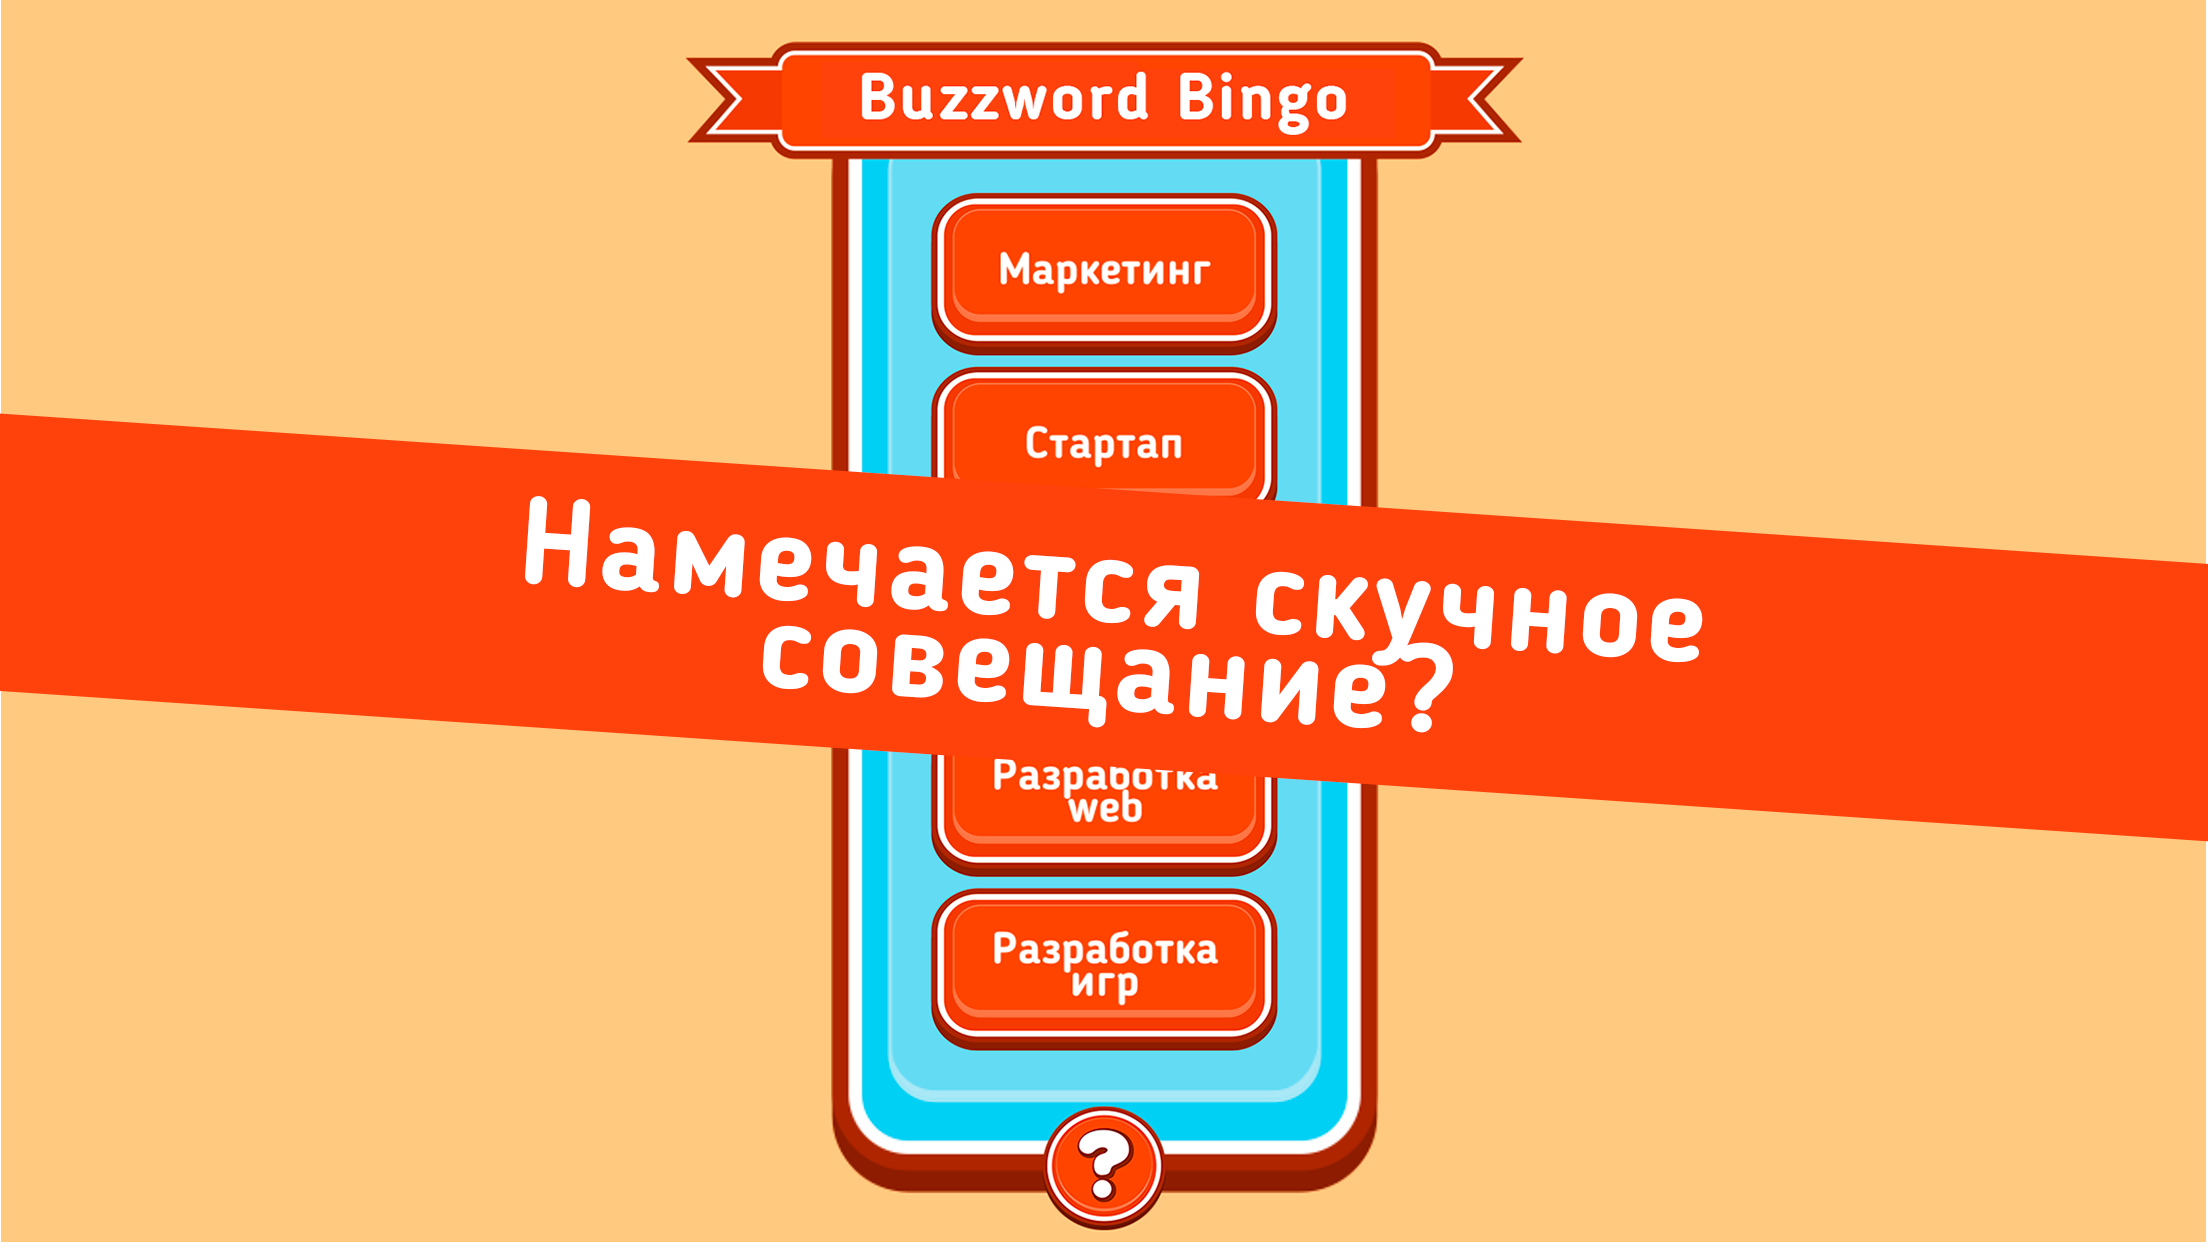 Buzzword Bingo
Маркетинг
Стартап
Намечается скучное
совещание?
Разработка
web
Разработка
игр
?